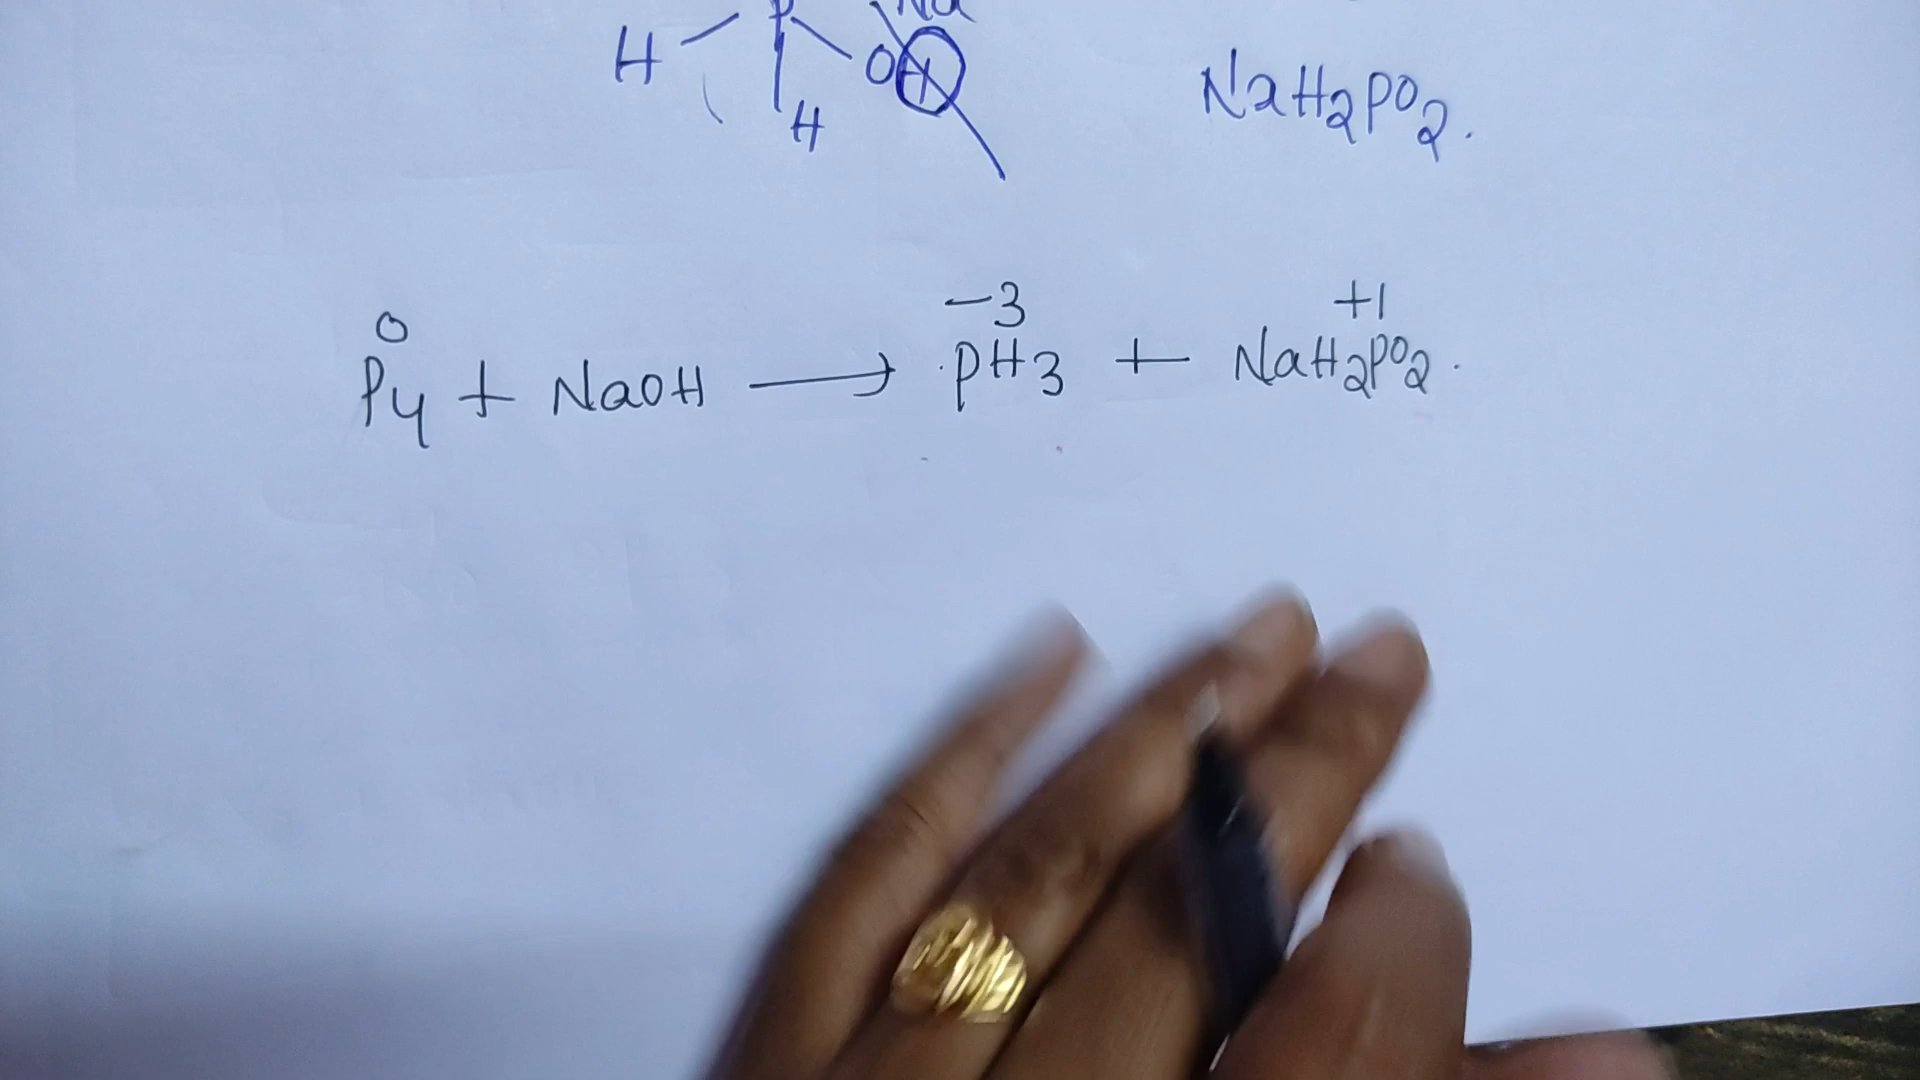 Na
H P OH NaH₂PO₂.
H
0 -3 +1
P₄ + NaOH ⟶ PH₃ + NaH₂PO₂.